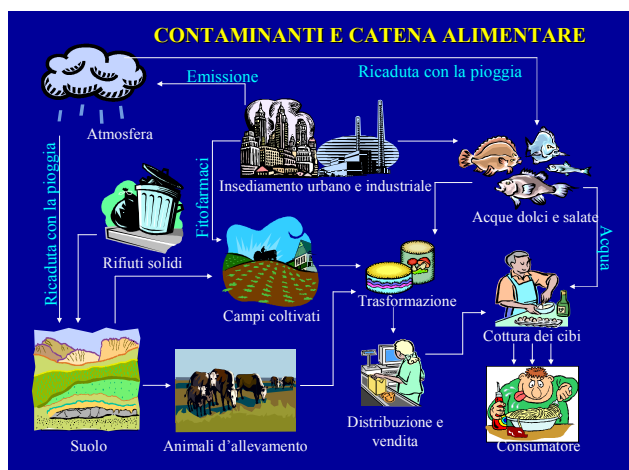 CONTAMINANTI E CATENA ALIMENTARE
Emissione
Ricaduta con la pioggia
Atmosfera
Ricaduta con la pioggia
Fitofarmaci
Insediamento urbano e industriale
Acque dolci e salate
Acqua
Rifiuti solidi
Campi coltivati
Trasformazione
Cottura dei cibi
Suolo
Animali d'allevamento
Distribuzione e
vendita
Consumatore